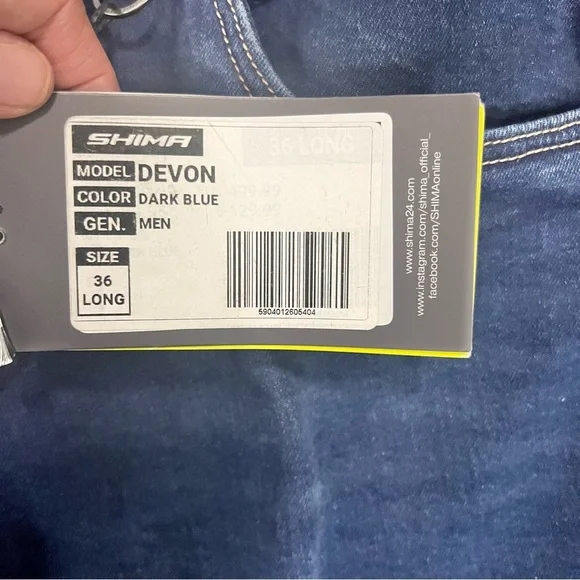 SHIMA
MODEL DEVON
COLOR DARK BLUE
GEN. MEN
SIZE
36
LONG
5904012605404
36 LONG
www.shima24.com
www.instagram.com/shima_official_
facebook.com/SHIMAonline